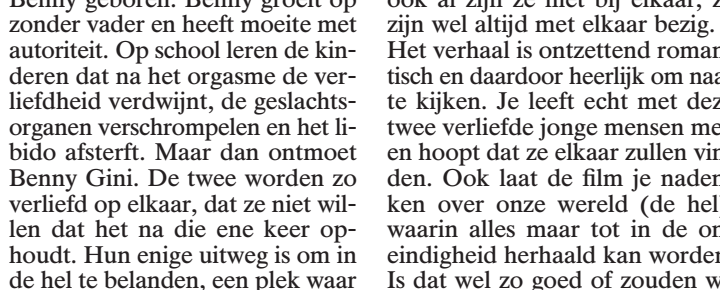 Benny geboren. Benny groeit op
zonder vader en heeft moeite met
autoriteit. Op school leren de kin-
deren dat na het orgasme de ver-
liefdheid verdwijnt, de geslachts-
organen verschrompelen en het li-
bido afsterft. Maar dan ontmoet
Benny Gini. De twee worden zo
verliefd op elkaar, dat ze niet wil-
len dat het na die ene keer op-
houdt. Hun enige uitweg is om in
de hel te belanden, een plek waar
ook al zijn ze niet bij elkaar,
zijn wel altijd met elkaar bezig.
Het verhaal is ontzettend roman
tisch en daardoor heerlijk om naa
te kijken. Je leeft echt met dez
twee verliefde jonge mensen me
en hoopt dat ze elkaar zullen vin
den. Ook laat de film je naden
ken over onze wereld (de hel)
waarin alles maar tot in de on
eindigheid herhaald kan worden
Is dat wel zo goed of zouden w